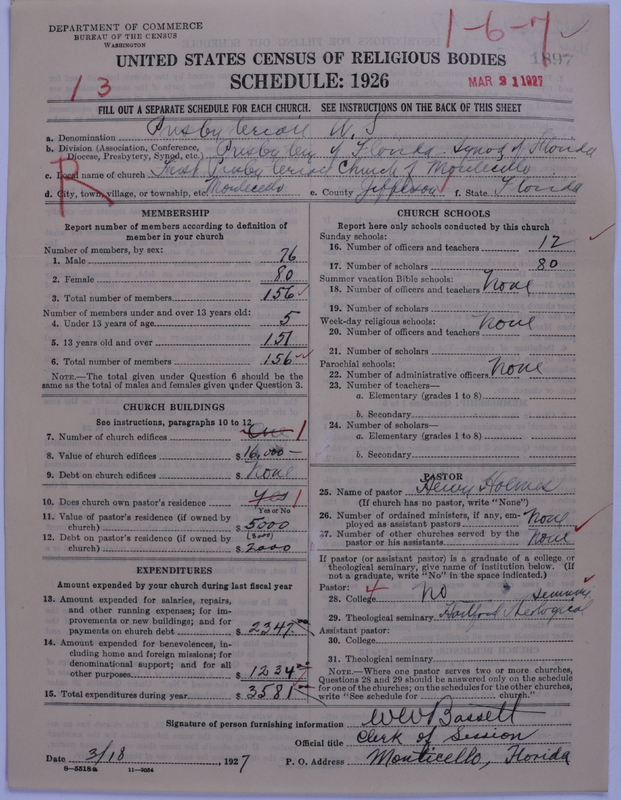 DEPARTMENT OF COMMERCE
BUREAU OF THE CENSUS
WASHINGTON
1-6-7
1897
UNITED STATES CENSUS OF RELIGIOUS BODIES
SCHEDULE: 1926
13
MAR 21 1927
FILL OUT A SEPARATE SCHEDULE FOR EACH CHURCH. SEE INSTRUCTIONS ON THE BACK OF THIS SHEET
a. Denomination Presbyterian U.S
b. Division (Association, Conference, Diocese, Presbytery, Synod, etc.) Presbytery of Florida Synod of Florida
c. Local name of church First Presbyterian Church of Monticello
d. City, town, village, or township, etc. Monticello e. County Jefferson f. State Florida
R
MEMBERSHIP
Report number of members according to definition of
member in your church
Number of members, by sex:
1. Male 76
2. Female 80
3. Total number of members 156
Number of members under and over 13 years old:
4. Under 13 years of age 5
5. 13 years old and over 151
6. Total number of members 156
NOTE.—The total given under Question 6 should be
same as the total of males and females given under Question 3.
CHURCH BUILDINGS
See instructions, paragraphs 10 to 12
7. Number of church edifices One 1
8. Value of church edifices $ 16,000—
9. Debt on church edifices $ None
10. Does church own pastor's residence Yes 1
Yes or No
11. Value of pastor's residence (if owned by
church) $ 5000
12. Debt on pastor's residence (if owned by
church) $ 2000
EXPENDITURES
Amount expended by your church during last fiscal year
13. Amount expended for salaries, repairs,
and other running expenses; for im-
provements or new buildings; and for
payments on church debt $ 2347
14. Amount expended for benevolences, in-
cluding home and foreign missions; for
denominational support; and for all
other purposes $ 1234
15. Total expenditures during year $ 3581
CHURCH SCHOOLS
Report here only schools conducted by this church
Sunday schools:
16. Number of officers and teachers 12
17. Number of scholars 80
Summer vacation Bible schools:
18. Number of officers and teachers None
19. Number of scholars
Week-day religious schools:
20. Number of officers and teachers None
21. Number of scholars
Parochial schools:
22. Number of administrative officers None
23. Number of teachers—
a. Elementary (grades 1 to 8)
b. Secondary
24. Number of scholars—
a. Elementary (grades 1 to 8)
b. Secondary
PASTOR
25. Name of pastor Henry Holmes
(If church has no pastor, write "None")
26. Number of ordained ministers, if any, em-
ployed as assistant pastors None
27. Number of other churches served by the
pastor or his assistants None
If pastor (or assistant pastor) is a graduate of a college or
theological seminary, give name of institution below. (If
not a graduate, write "No" in the space indicated.)
Pastor:
28. College No
29. Theological seminary Hartford Theological Seminary
Assistant pastor:
30. College
31. Theological seminary
NOTE.—Where one pastor serves two or more churches,
Questions 28 and 29 should be answered only on the schedule
for one of the churches; on the schedules for the other churches,
write "See schedule for church."
Signature of person furnishing information WW Bassett
Official title Clerk of Session
Date 3/18, 1927 P. O. Address Monticello, Florida
8—5518a 11—9054